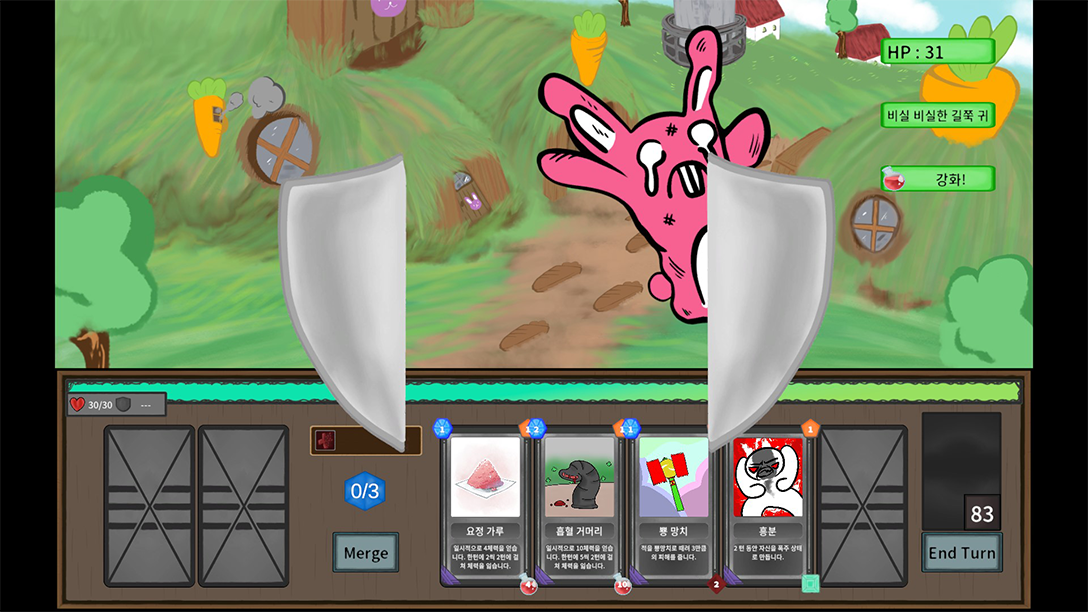 HP : 31
비실 비실한 길쭉 귀
강화!
30/30
---
0/3
Merge
1
1
2
1
1
1
요정 가루
일시적으로 4체력을 얻습
니다. 한턴에 2씩 2턴에 걸
쳐 체력을 잃습니다.
4
흡혈 거머리
일시적으로 10체력을 얻습
니다. 한턴에 5씩 2턴에 걸
쳐 체력을 잃습니다.
10
뿅 망치
적을 뿅망치로 때려 3만큼
의 피해를 줍니다.
2
흥분
2 턴 동안 자신을 폭주 상태
로 만듭니다.
83
End Turn